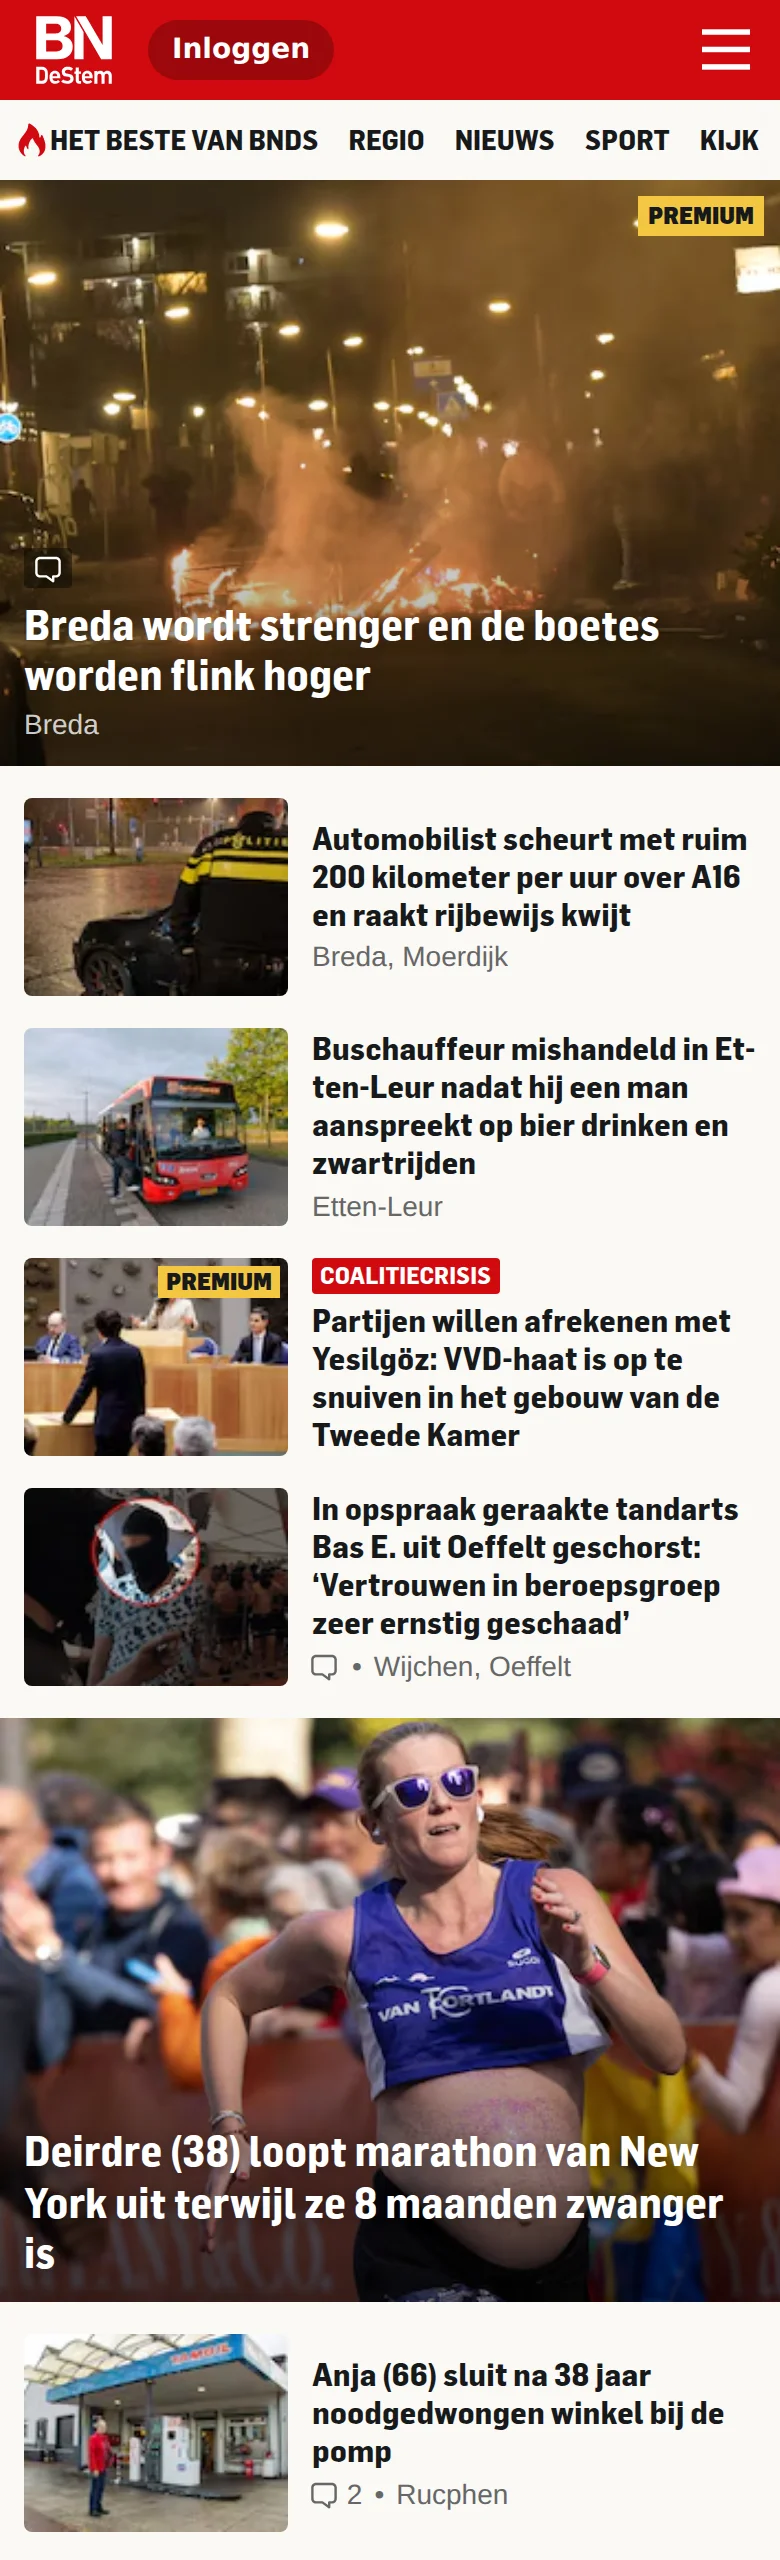 BN
DeStem
Inloggen
HET BESTE VAN BNDS REGIO NIEUWS SPORT KIJK
PREMIUM
Breda wordt strenger en de boetes
worden flink hoger
Breda
POLITIE
Automobilist scheurt met ruim
200 kilometer per uur over A16
en raakt rijbewijs kwijt
Breda, Moerdijk
Buschauffeur mishandeld in Et-
ten-Leur nadat hij een man
aanspreekt op bier drinken en
zwartrijden
Etten-Leur
PREMIUM
COALITIECRISIS
Partijen willen afrekenen met
Yesilgöz: VVD-haat is op te
snuiven in het gebouw van de
Tweede Kamer
In opspraak geraakte tandarts
Bas E. uit Oeffelt geschorst:
‘Vertrouwen in beroepsgroep
zeer ernstig geschaad’
• Wijchen, Oeffelt
VAN CORTLANDT
Deirdre (38) loopt marathon van New
York uit terwijl ze 8 maanden zwanger
is
TAMOIL
Anja (66) sluit na 38 jaar
noodgedwongen winkel bij de
pomp
2 • Rucphen